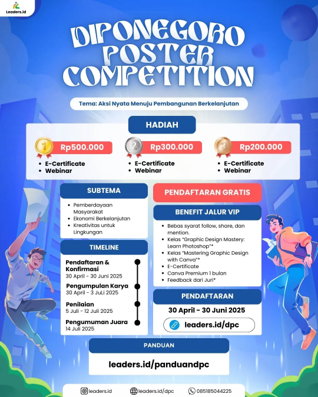 Leaders.id
DIPONEGORO
POSTER
COMPETITION
Tema: Aksi Nyata Menuju Pembangunan Berkelanjutan
HADIAH
Rp500.000
• E-Certificate
• Webinar
Rp300.000
• E-Certificate
• Webinar
Rp200.000
• E-Certificate
• Webinar
SUBTEMA
• Pemberdayaan
Masyarakat
• Ekonomi Berkelanjutan
• Kreativitas untuk
Lingkungan
TIMELINE
Pendaftaran &
Konfirmasi
30 April - 30 Juni 2025
Pengumpulan Karya
30 April - 3 Juli 2025
Penilaian
5 Juli - 12 Juli 2025
Pengumuman Juara
14 Juli 2025
PENDAFTARAN GRATIS
BENEFIT JALUR VIP
• Bebas syarat follow, share, dan
mention.
• Kelas "Graphic Design Mastery:
Learn Photoshop"*
• Kelas "Mastering Graphic Design
with Canva"*
• E-Certificate
• Canva Premium 1 bulan
• Feedback dari Juri*
PENDAFTARAN
30 April - 30 Juni 2025
leaders.id/dpc
PANDUAN
leaders.id/panduandpc
leaders.id
leaders.id/dpc
085185044225